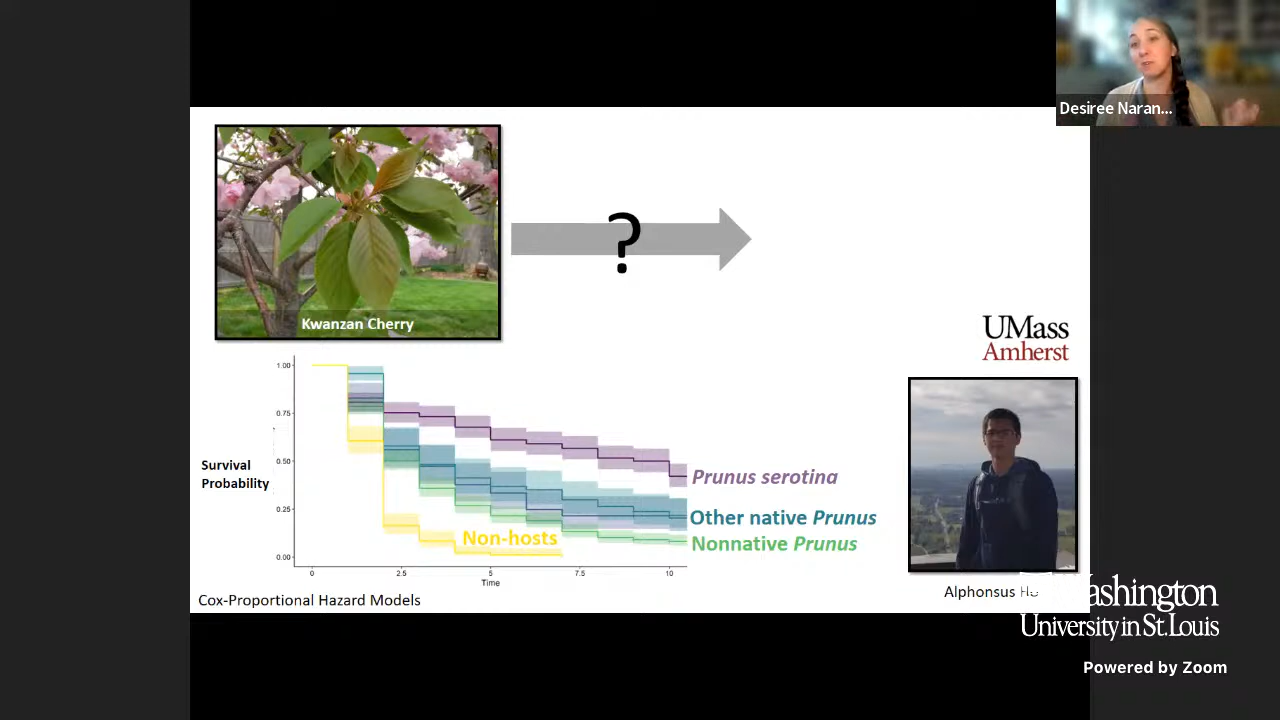 Desiree Naran...
?
Kwanzan Cherry
UMass
Amherst
1.00
0.75
0.50
0.25
0.00
Survival
Probability
Prunus serotina
Other native Prunus
Nonnative Prunus
Non-hosts
0
2.5
5
7.5
10
Time
Cox-Proportional Hazard Models
Alphonsus
Washington
University in St. Louis
Powered by Zoom